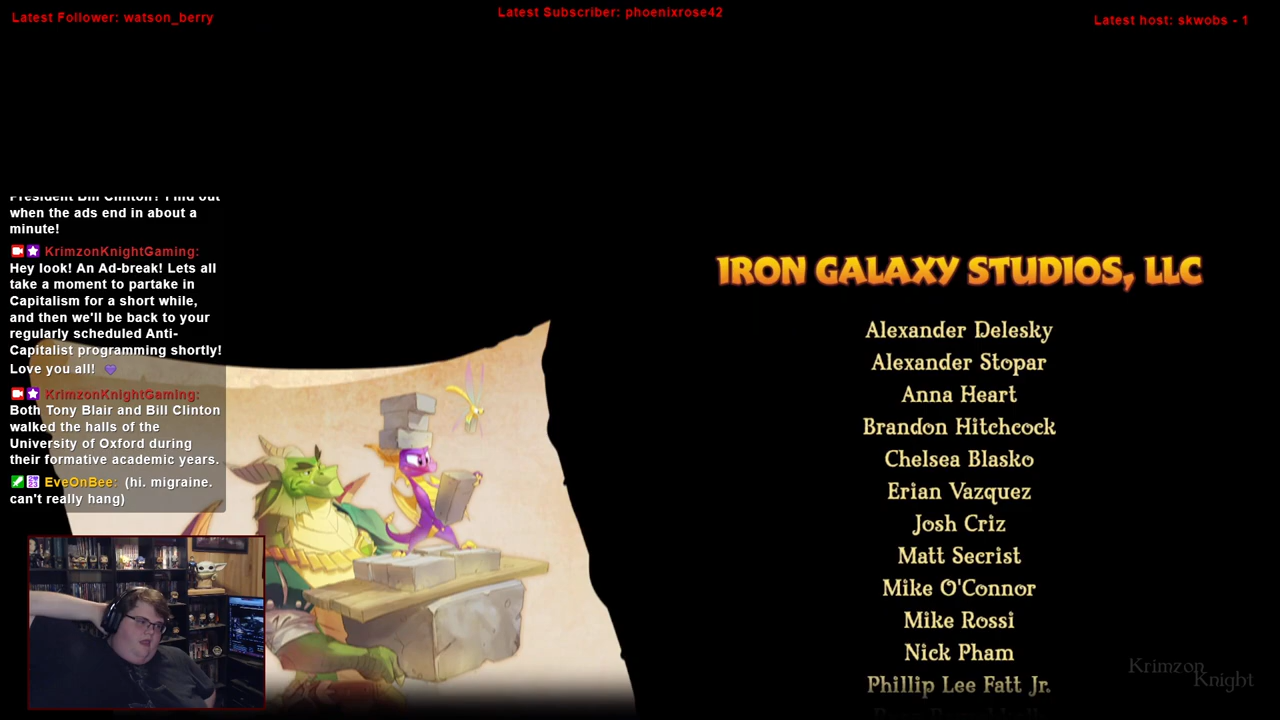 Latest Follower: watson_berry
Latest Subscriber: phoenixrose42
Latest host: skwobs - 1
President Bill Clinton? Find out
when the ads end in about a
minute!
KrimzonKnightGaming:
Hey look! An Ad-break! Lets all
take a moment to partake in
Capitalism for a short while,
and then we'll be back to your
regularly scheduled Anti-
Capitalist programming shortly!
Love you all!
KrimzonKnightGaming:
Both Tony Blair and Bill Clinton
walked the halls of the
University of Oxford during
their formative academic years.
EveOnBee: (hi. migraine.
can't really hang)
IRON GALAXY STUDIOS, LLC
Alexander Delesky
Alexander Stopar
Anna Heart
Brandon Hitchcock
Chelsea Blasko
Erian Vazquez
Josh Criz
Matt Secrist
Mike O'Connor
Mike Rossi
Nick Pham
Phillip Lee Fatt Jr.
Krimzon
Knight